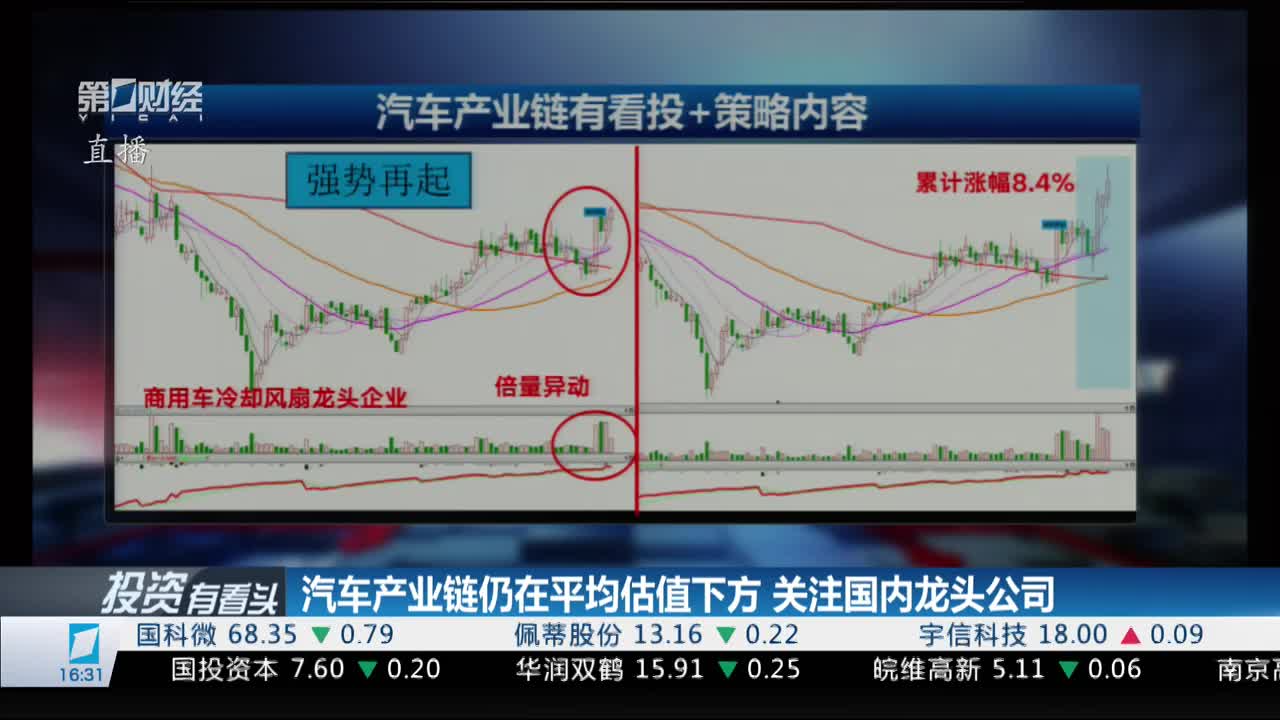 第一财经
YICAI
直播
汽车产业链有看投+策略内容
强势再起
累计涨幅8.4%
商用车冷却风扇龙头企业
倍量异动
投资有看头
汽车产业链仍在平均估值下方 关注国内龙头公司
国科微 68.35 ▼ 0.79 佩蒂股份 13.16 ▼ 0.22 宇信科技 18.00 ▲ 0.09
16:31
国投资本 7.60 ▼ 0.20 华润双鹤 15.91 ▼ 0.25 皖维高新 5.11 ▼ 0.06 南京高